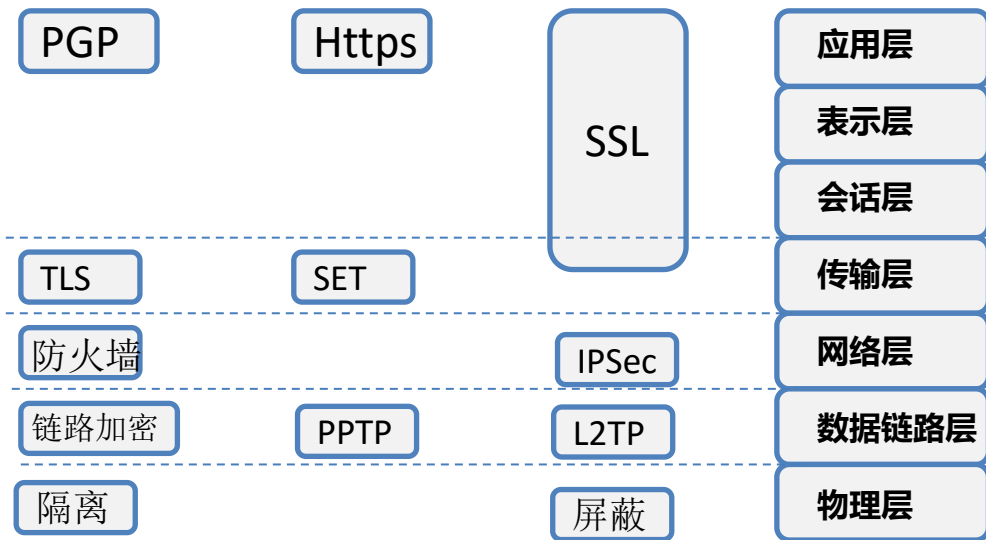 PGP
Https
SSL
应用层
表示层
会话层
TLS
SET
传输层
防火墙
IPSec
网络层
链路加密
PPTP
L2TP
数据链路层
隔离
屏蔽
物理层